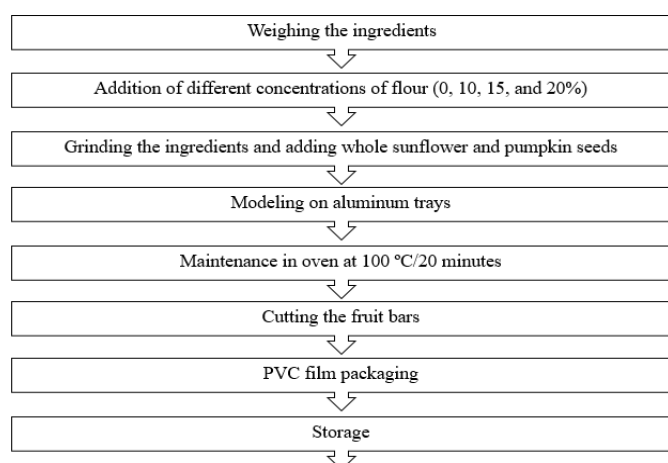 Weighing the ingredients
Addition of different concentrations of flour (0, 10, 15, and 20%)
Grinding the ingredients and adding whole sunflower and pumpkin seeds
Modeling on aluminum trays
Maintenance in oven at 100 ºC/20 minutes
Cutting the fruit bars
PVC film packaging
Storage